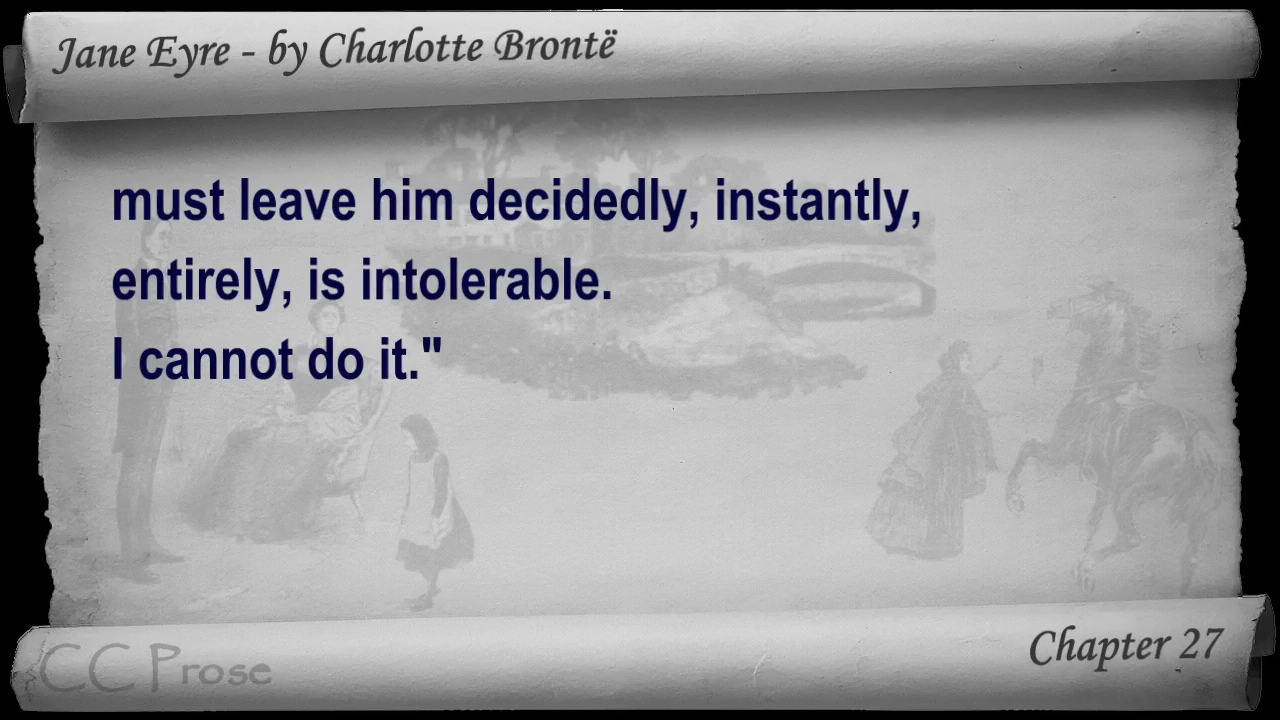 Jane Eyre - by Charlotte Brontë
must leave him decidedly, instantly,
entirely, is intolerable.
I cannot do it."
Chapter 27
CC Prose